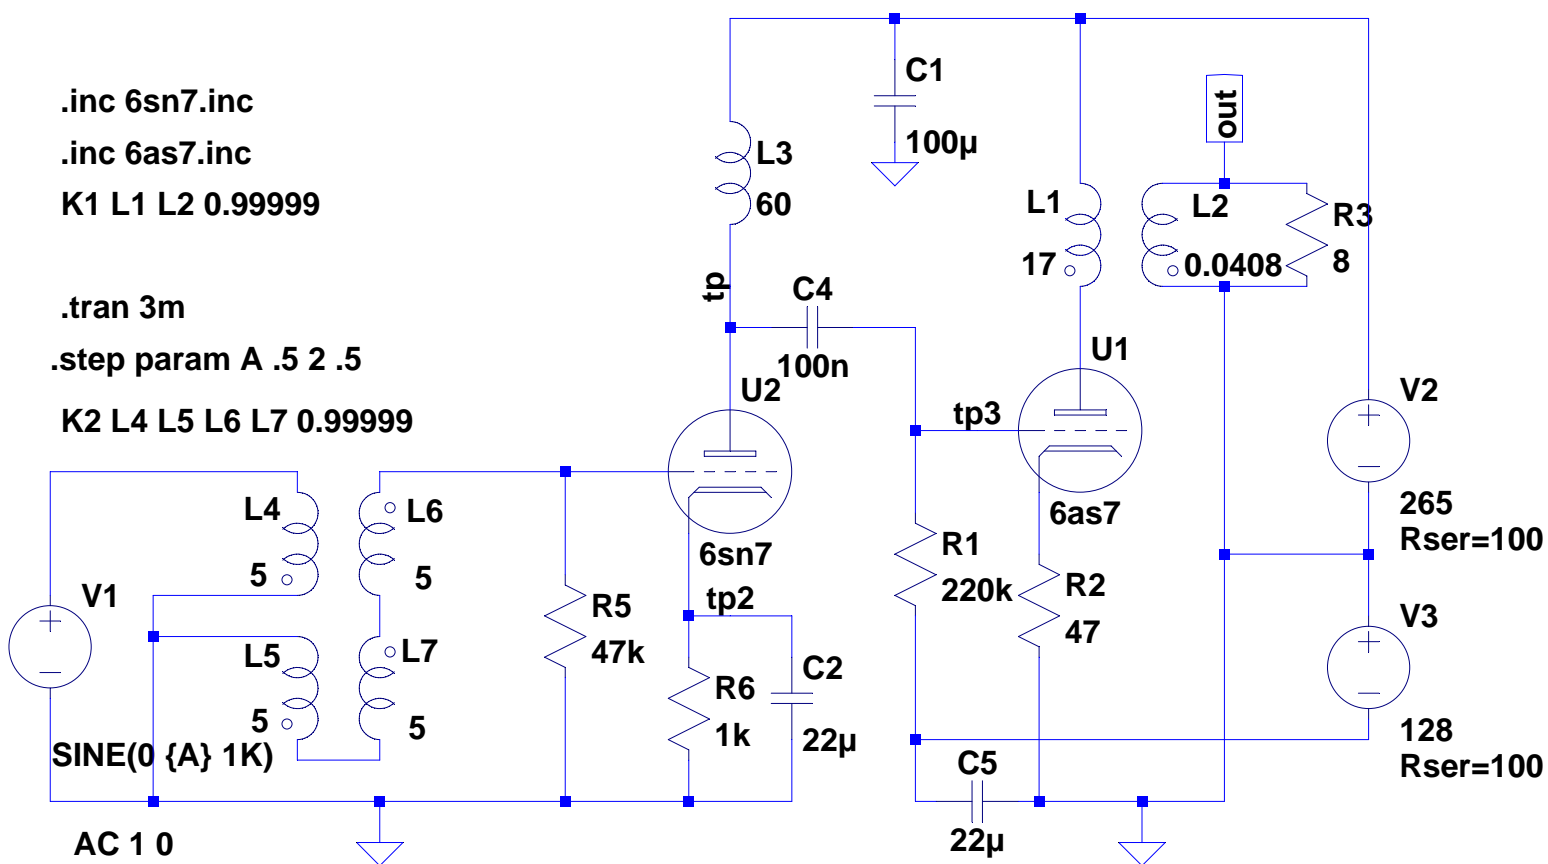 .inc 6sn7.inc
.inc 6as7.inc
K1 L1 L2 0.99999
.tran 3m
.step param A .5 2 .5
K2 L4 L5 L6 L7 0.99999
C1
100µ
L3
60
out
L1
17
L2
0.0408
R3
8
tp
C4
100n
U1
6as7
U2
6sn7
tp3
V2
265
Rser=100
L4
5
L6
5
V1
SINE(0 {A} 1K)
AC 1 0
L5
5
L7
5
R5
47k
tp2
R6
1k
C2
22µ
R1
220k
R2
47
V3
128
Rser=100
C5
22µ